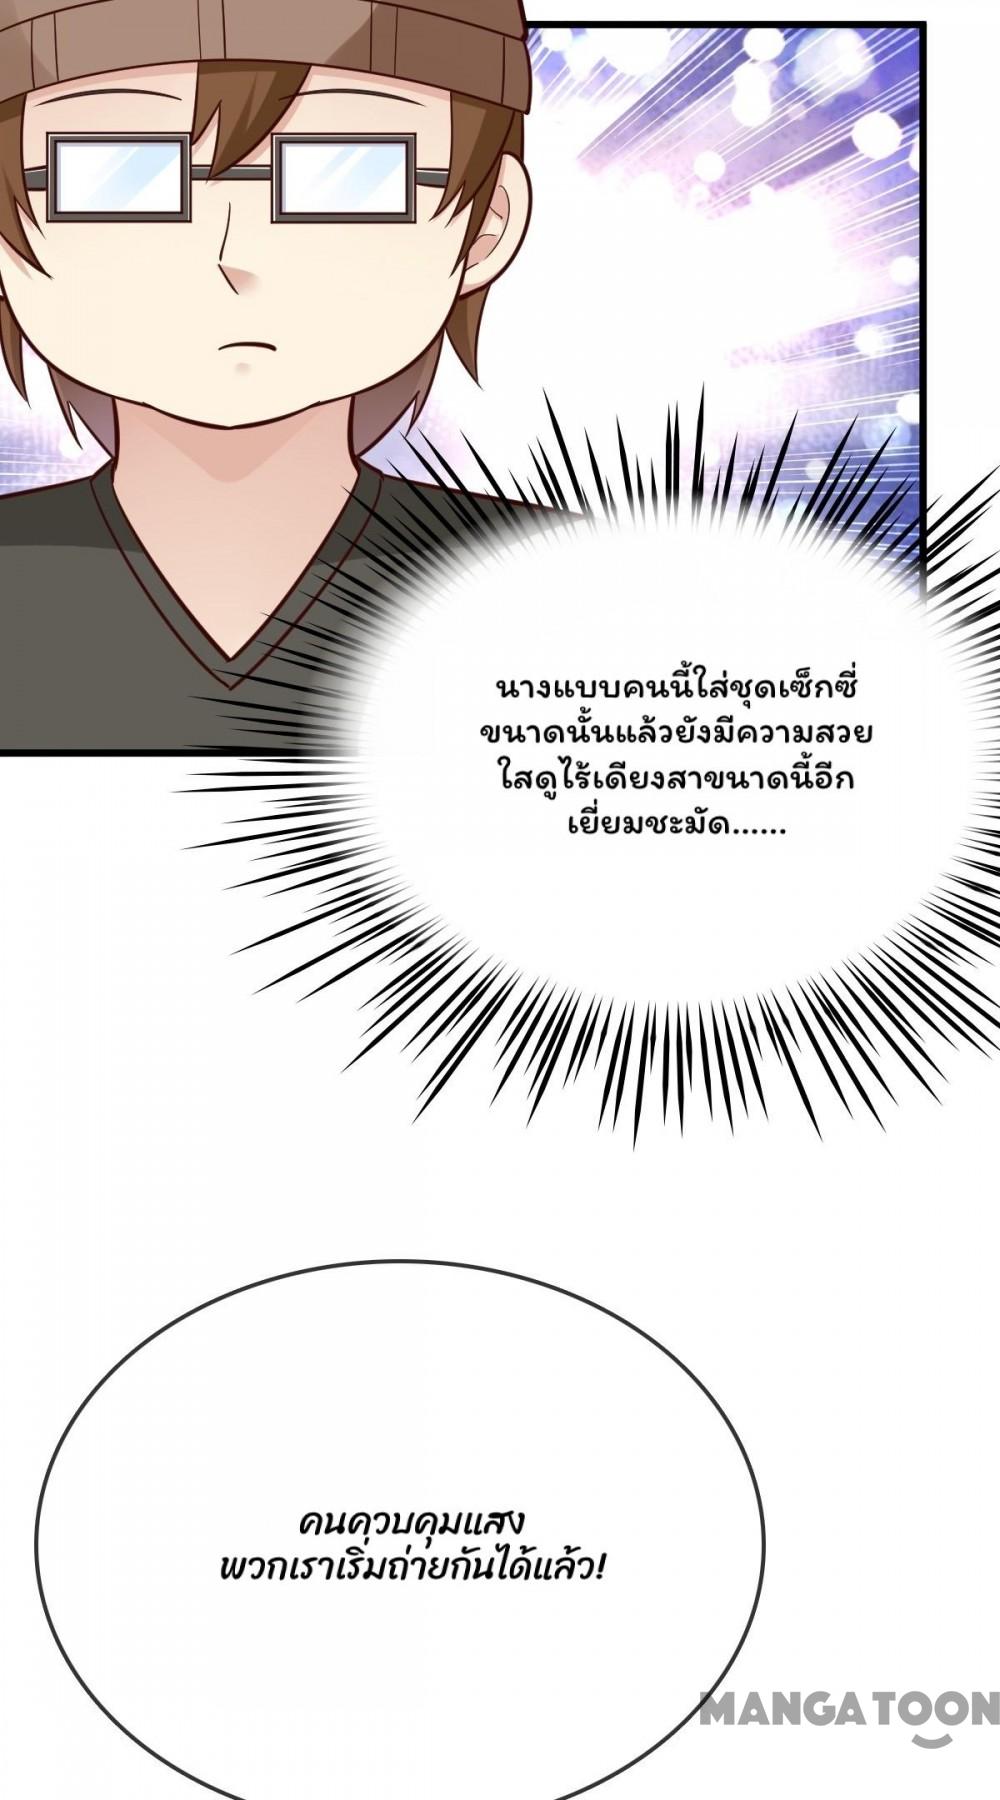 นางแบบคนนี้ใส่ชุดเซ็กซี่
ขนาดนั้นแล้วยังมีความสวย
ใสดูไร้เดียงสาขนาดนี้อีก
เยี่ยมชะมัด......
คนควบคุมแสง
พวกเราเริ่มถ่ายกันได้แล้ว!
MANGATOON